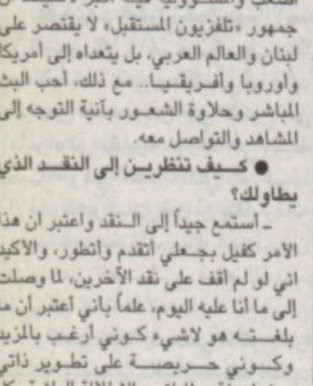 جمهور «تلفزيون المستقبل» لا يقتصر على
لبنان والعالم العربي، بل يتعداه إلى أمريكا
وأوروبا وأفريقيا.. مع ذلك، أحب البث
المباشر وحلاوة الشعور بآنية التوجه إلى
المشاهد والتواصل معه.
● كيف تنظرين إلى النقد الذي
يطاولك؟
ـ أستمع جيداً إلى النقد واعتبر ان هذا
الأمر كفيل بجعلي أتقدم وأتطور، والأكيد
اني لو لم أقف على نقد الآخرين، لما وصلت
إلى ما أنا عليه اليوم، علماً بأني أعتبر أن ما
بلغته هو لاشيء كوني أرغب بالمزيد
وكوني حريصة على تطوير ذاتي